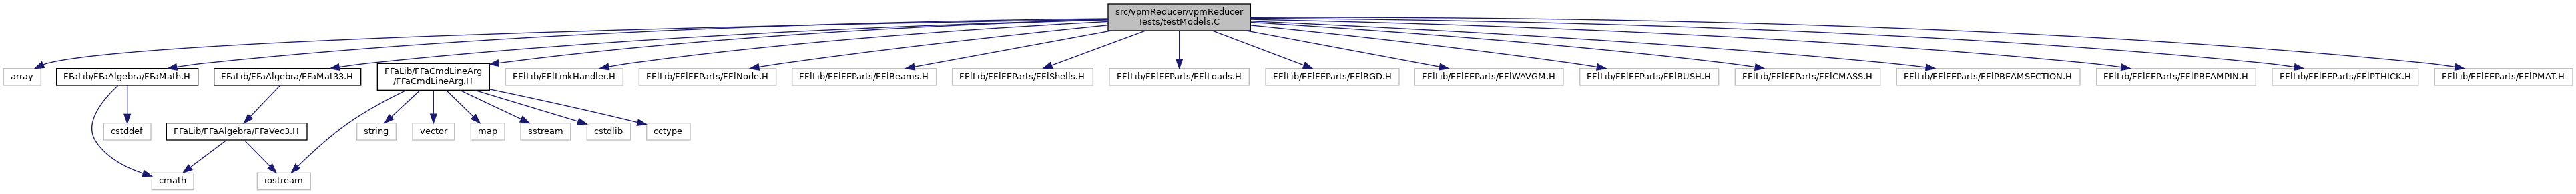 src/vpmReducer/vpmReducer
Tests/testModels.C
array
FFaLib/FFaAlgebra/FFaMath.H
FFaLib/FFaAlgebra/FFaMat33.H
FFaLib/FFaCmdLineArg
/FFaCmdLineArg.H
FFlLib/FFlLinkHandler.H
FFlLib/FFlFEParts/FFlNode.H
FFlLib/FFlFEParts/FFlBeams.H
FFlLib/FFlFEParts/FFlShells.H
FFlLib/FFlFEParts/FFlLoads.H
FFlLib/FFlFEParts/FFlRGD.H
FFlLib/FFlFEParts/FFlWAVGM.H
FFlLib/FFlFEParts/FFlBUSH.H
FFlLib/FFlFEParts/FFlCMASS.H
FFlLib/FFlFEParts/FFlPBEAMSECTION.H
FFlLib/FFlFEParts/FFlPBEAMPIN.H
FFlLib/FFlFEParts/FFlPTHICK.H
FFlLib/FFlFEParts/FFlPMAT.H
cstddef
FFaLib/FFaAlgebra/FFaVec3.H
string
vector
map
sstream
cstdlib
cctype
cmath
iostream